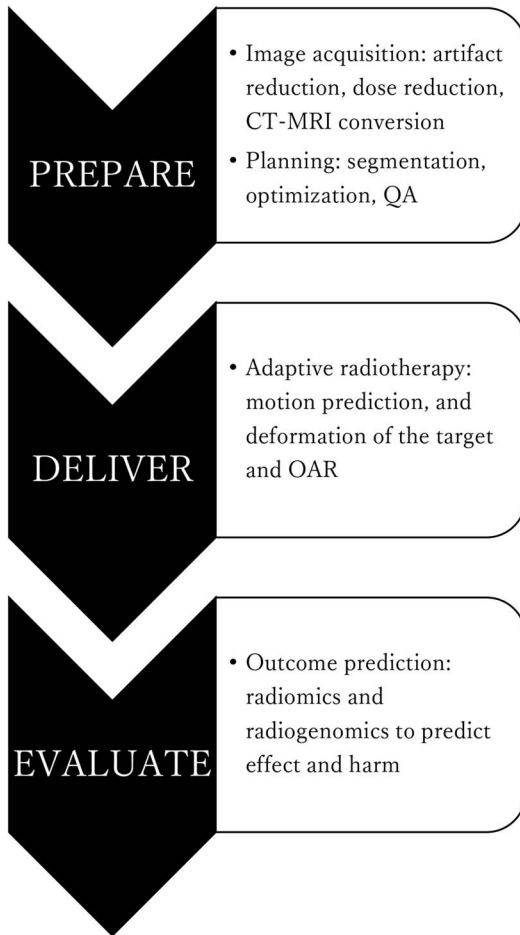 PREPARE
• Image acquisition: artifact
reduction, dose reduction,
CT-MRI conversion
• Planning: segmentation,
optimization, QA
DELIVER
• Adaptive radiotherapy:
motion prediction, and
deformation of the target
and OAR
EVALUATE
• Outcome prediction:
radiomics and
radiogenomics to predict
effect and harm